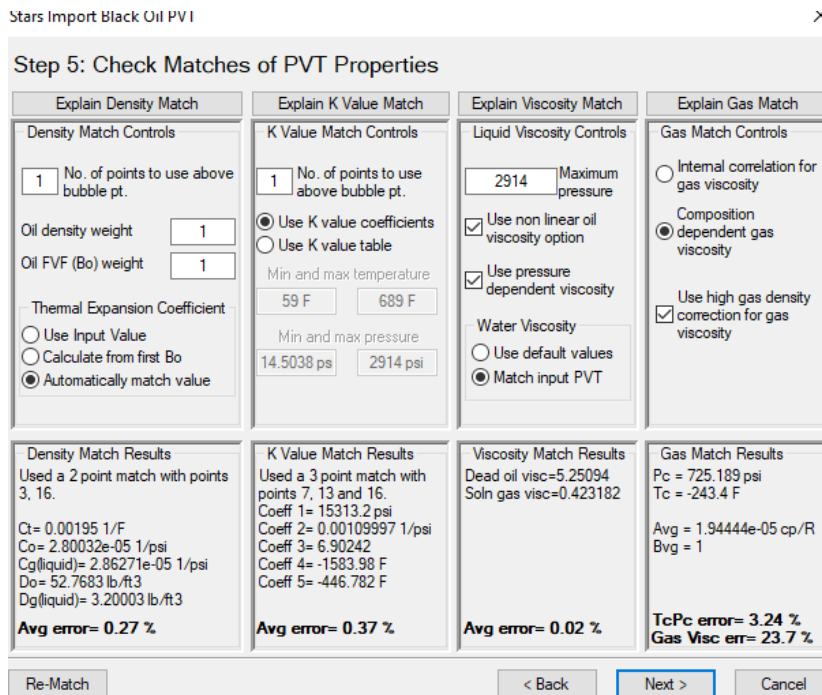 Stars Import Black Oil PVT
Step 5: Check Matches of PVT Properties
Explain Density Match
Explain K Value Match
Explain Viscosity Match
Explain Gas Match
Density Match Controls
1
No. of points to use above
bubble pt.
Oil density weight
1
Oil FVF (Bo) weight
1
Thermal Expansion Coefficient
Use Input Value
Calculate from first Bo
Automatically match value
K Value Match Controls
1
No. of points to use
above bubble pt.
Use K value coefficients
Use K value table
Min and max temperature
59 F
689 F
Min and max pressure
14.5038 ps
2914 psi
Liquid Viscosity Controls
2914
Maximum
pressure
Use non linear oil
viscosity option
Use pressure
dependent viscosity
Water Viscosity
Use default values
Match input PVT
Gas Match Controls
Internal correlation for
gas viscosity
Composition
dependent gas
viscosity
Use high gas density
correction for gas
viscosity
Density Match Results
Used a 2 point match with points
3, 16.
Ct= 0.00195 1/F
Co= 2.80032e-05 1/psi
Cg(liquid)= 2.86271e-05 1/psi
Do= 52.7683 lb/ft3
Dg(liquid)= 3.20003 lb/ft3
Avg error= 0.27 %
K Value Match Results
Used a 3 point match with
points 7, 13 and 16.
Coeff 1= 15313.2 psi
Coeff 2= 0.00109997 1/psi
Coeff 3= 6.90242
Coeff 4= -1583.98 F
Coeff 5= -446.782 F
Avg error= 0.37 %
Viscosity Match Results
Dead oil visc=5.25094
Soln gas visc=0.423182
Avg error= 0.02 %
Gas Match Results
Pc = 725.189 psi
Tc = -243.4 F
Avg = 1.94444e-05 cp/R
Bvg = 1
TcPc error= 3.24 %
Gas Visc err= 23.7 %
Re-Match
< Back
Next >
Cancel